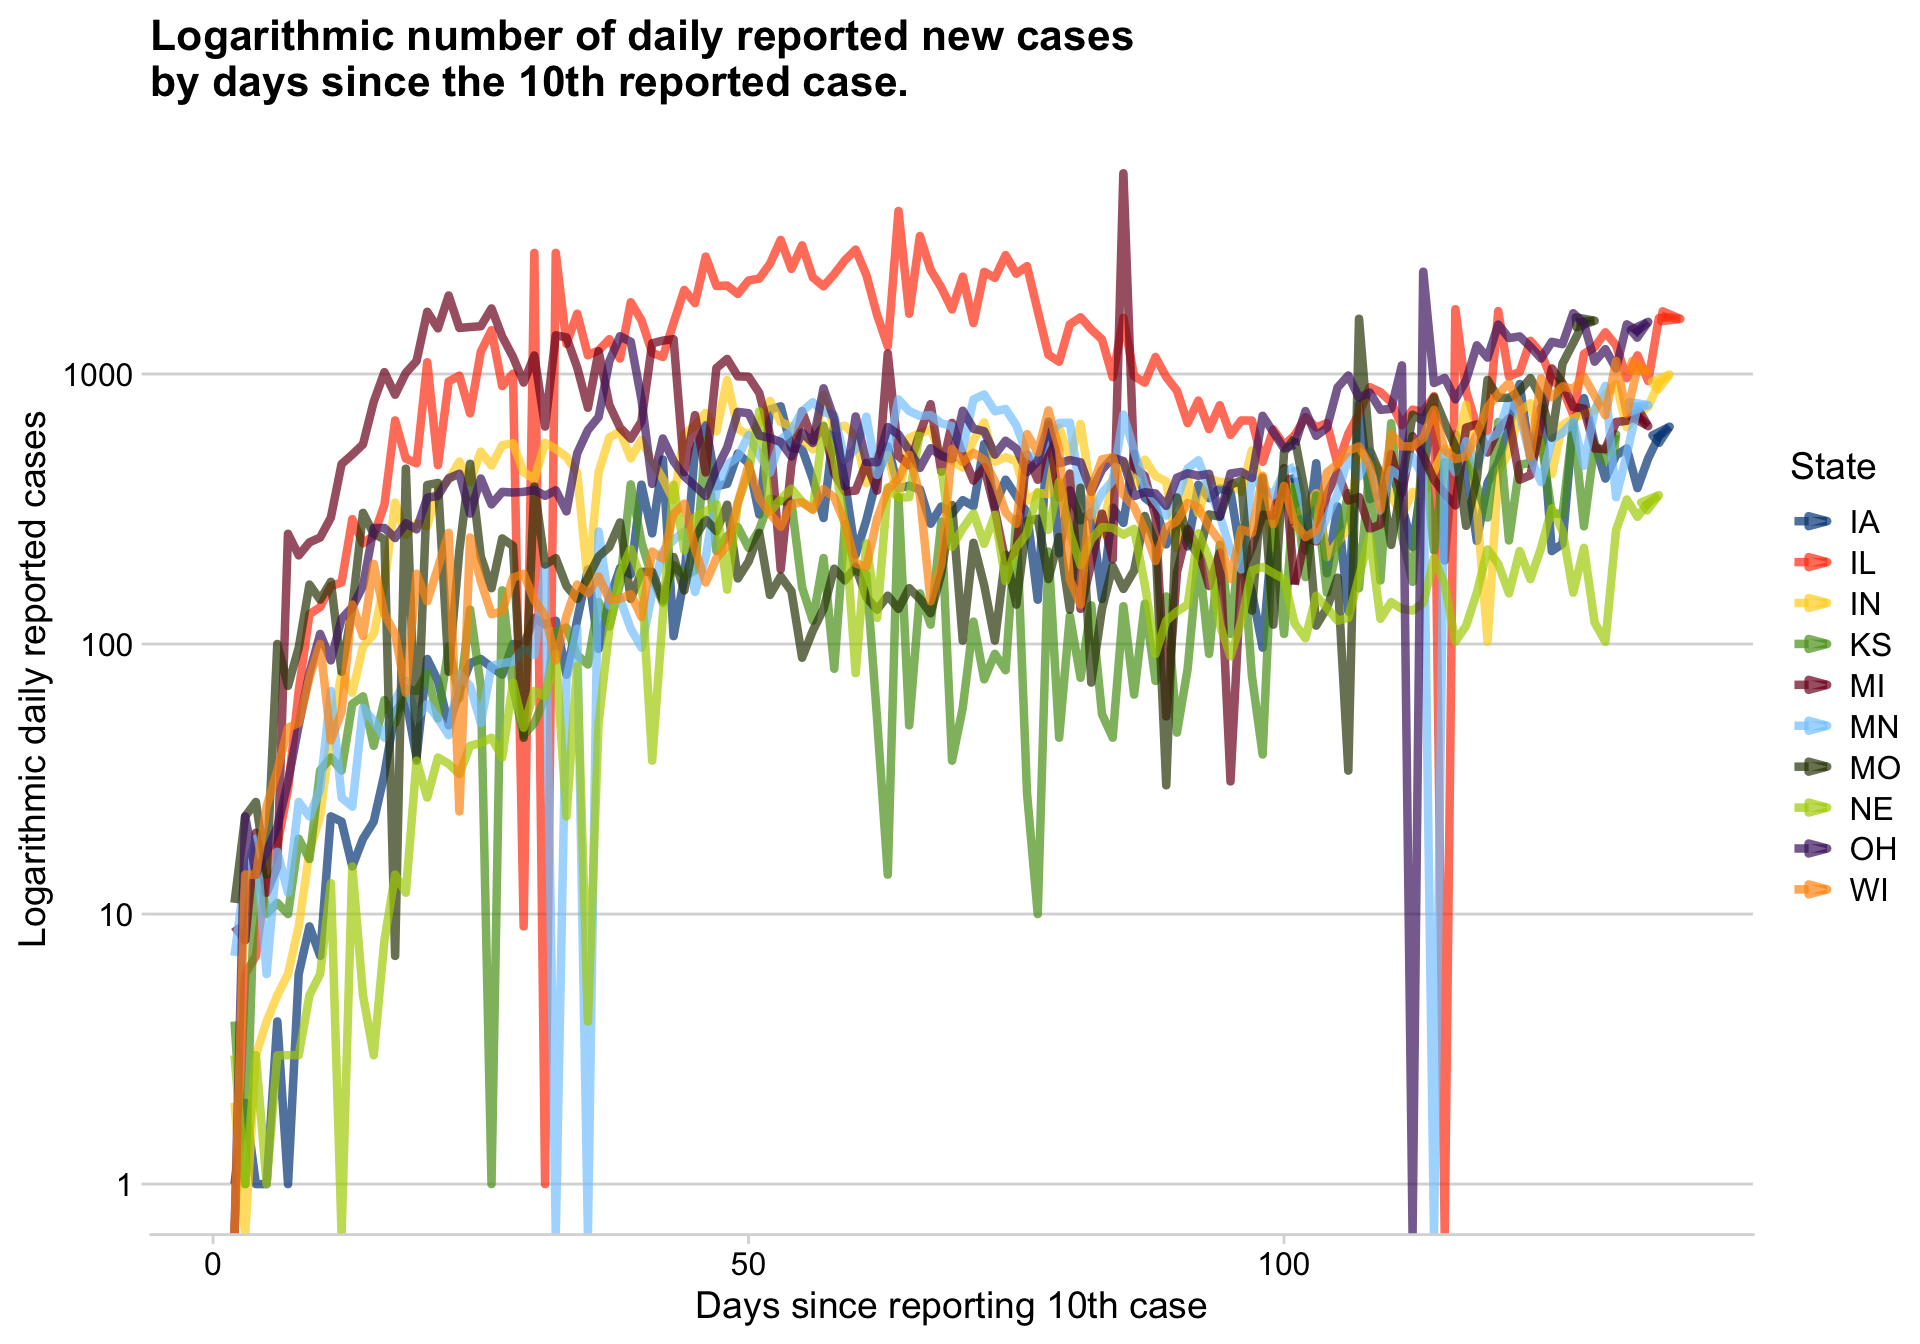 Logarithmic number of daily reported new cases
by days since the 10th reported case.
Logarithmic daily reported cases
1000
100
10
1
0
50
100
Days since reporting 10th case
State
IA
IL
IN
KS
MI
MN
MO
NE
OH
WI